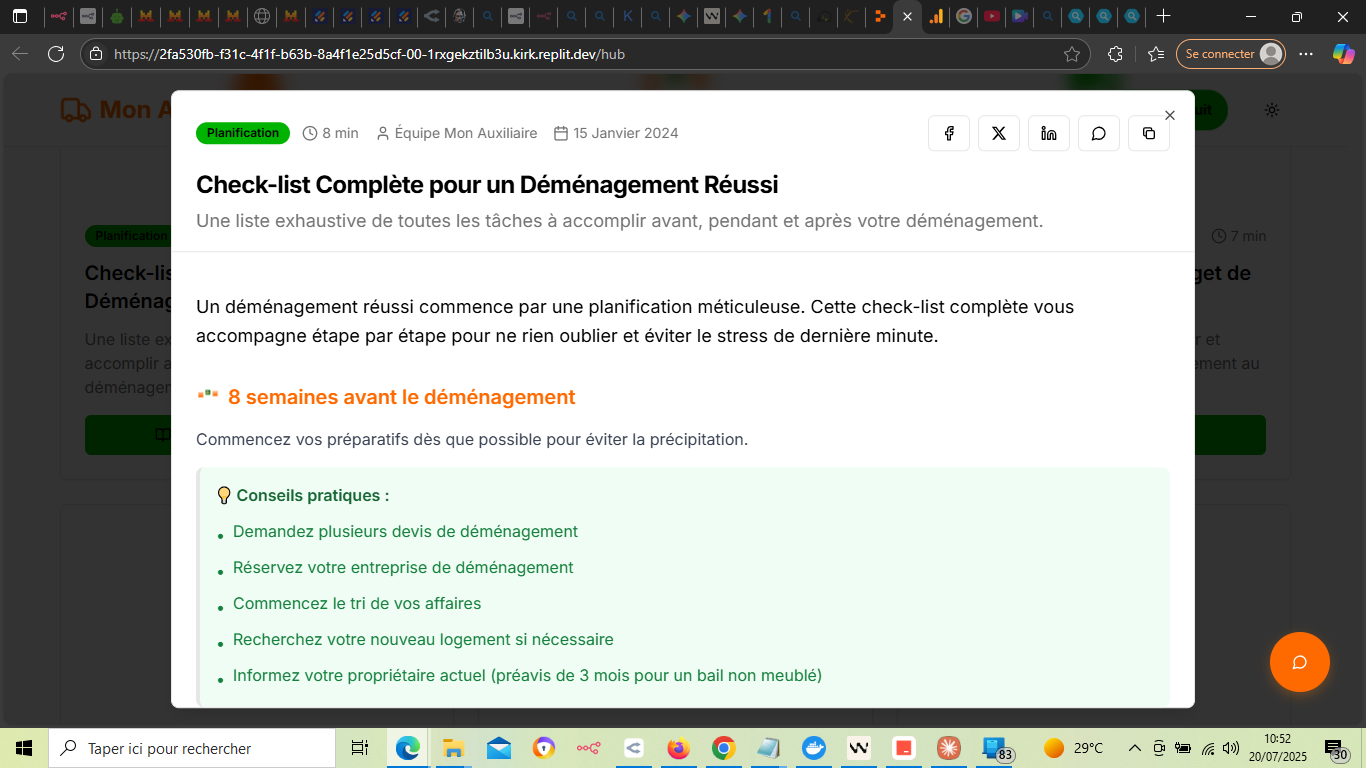 https://2fa530fb-f31c-4f1f-b63b-8a4f1e25d5cf-00-1rxgekztilb3u.kirk.replit.dev/hub
Se connecter
Mon A
uit
Planification
8 min
Équipe Mon Auxiliaire
15 Janvier 2024
Check-list Complète pour un Déménagement Réussi
Une liste exhaustive de toutes les tâches à accomplir avant, pendant et après votre déménagement.
Planification
7 min
Check-lis
get de
Déménag
Une liste ex
r et
accomplir a
ement au
déménager
Un déménagement réussi commence par une planification méticuleuse. Cette check-list complète vous
accompagne étape par étape pour ne rien oublier et éviter le stress de dernière minute.
8 semaines avant le déménagement
Commencez vos préparatifs dès que possible pour éviter la précipitation.
Conseils pratiques :
• Demandez plusieurs devis de déménagement
• Réservez votre entreprise de déménagement
• Commencez le tri de vos affaires
• Recherchez votre nouveau logement si nécessaire
• Informez votre propriétaire actuel (préavis de 3 mois pour un bail non meublé)
Taper ici pour rechercher
83
29°C
10:52
20/07/2025
30